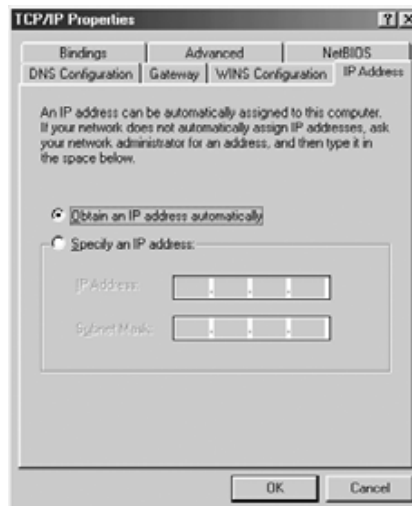 TCP/IP Properties
Bindings Advanced NetBIOS
DNS Configuration Gateway WINS Configuration IP Address
An IP address can be automatically assigned to this computer.
If your network does not automatically assign IP addresses, ask
your network administrator for an address, and then type it in
the space below.
Obtain an IP address automatically
Specify an IP address:
IP Address:
Subnet Mask:
OK Cancel